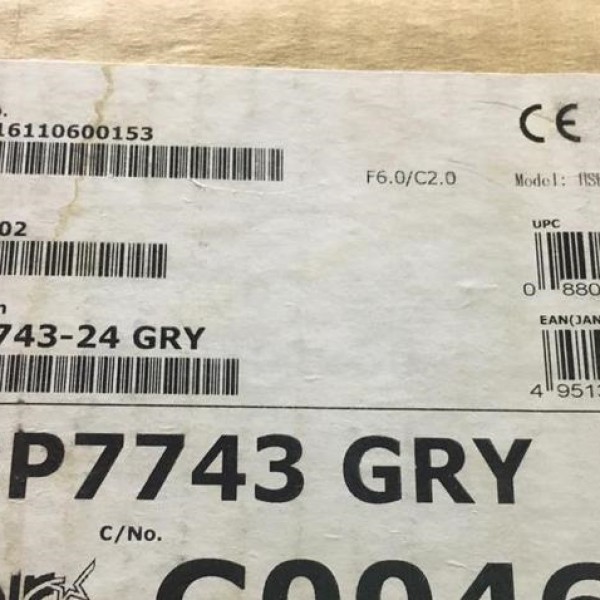 16110600153
F6.0/C2.0
Model:
02
UPC
0 880
743-24 GRY
EAN(JAN
4 951
P7743 GRY
C/No.